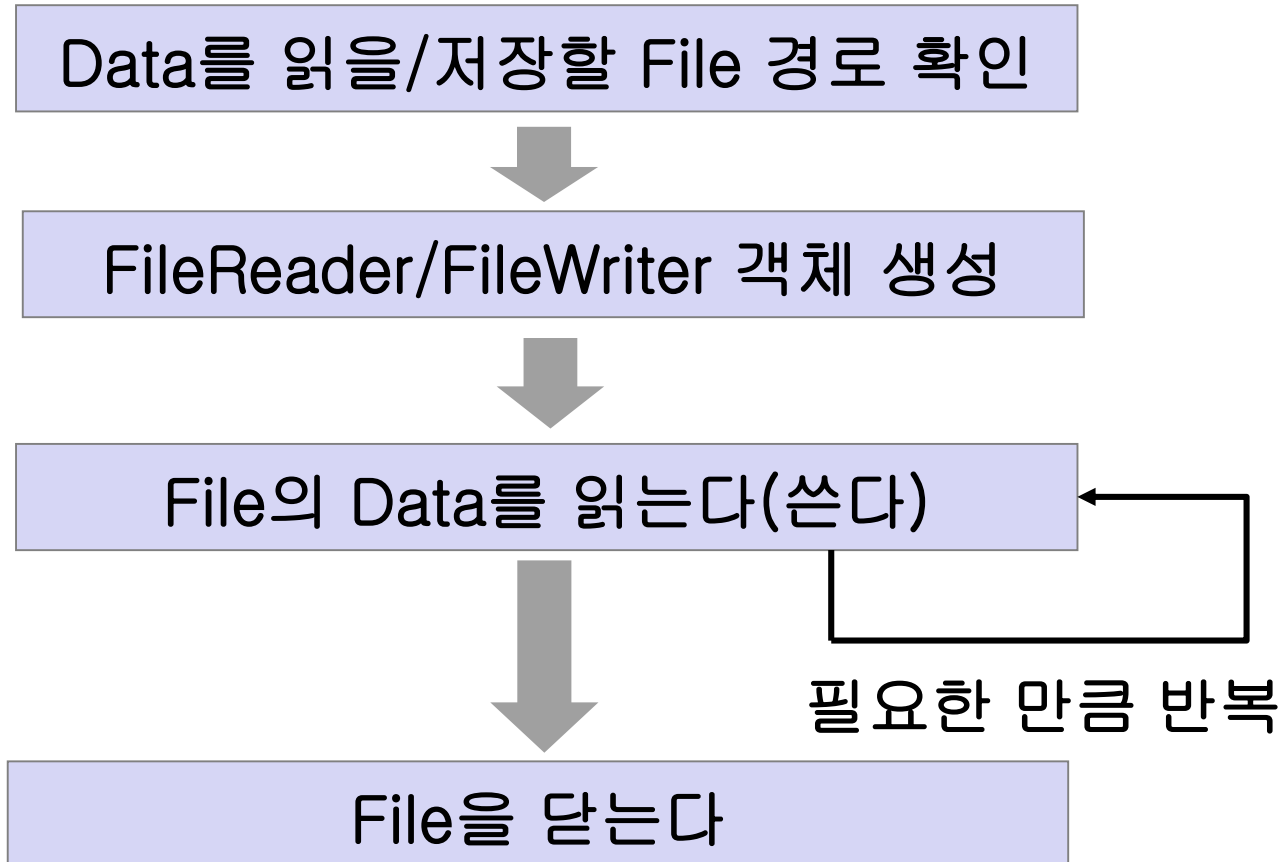 Data를 읽을/저장할 File 경로 확인
FileReader/FileWriter 객체 생성
File의 Data를 읽는다(쓴다)
필요한 만큼 반복
File을 닫는다